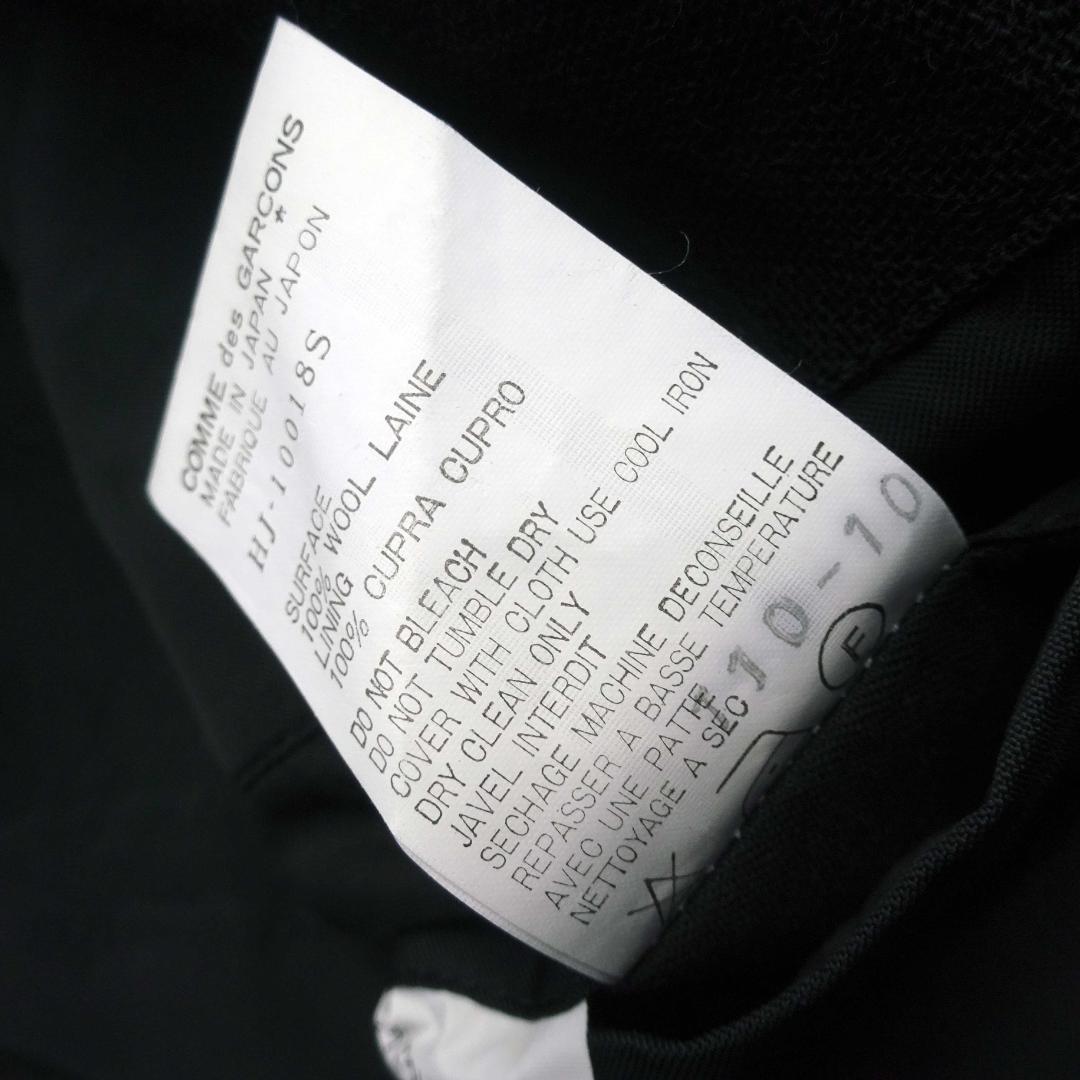 COMME des GARCONS
MADE IN JAPAN *
FABRIQUE AU JAPON
HJ-10018S
SURFACE
100% WOOL LAINE
LINING
100% CUPRA CUPRO
DO NOT BLEACH
DO NOT TUMBLE DRY
COVER WITH CLOTH USE COOL IRON
DRY CLEAN ONLY
JAVEL INTERDIT
SECHAGE MACHINE DECONSEILLE
REPASSER A BASSE TEMPERATURE
AVEC UNE PATTE
NETTOYAGE A SEC
10-10
F